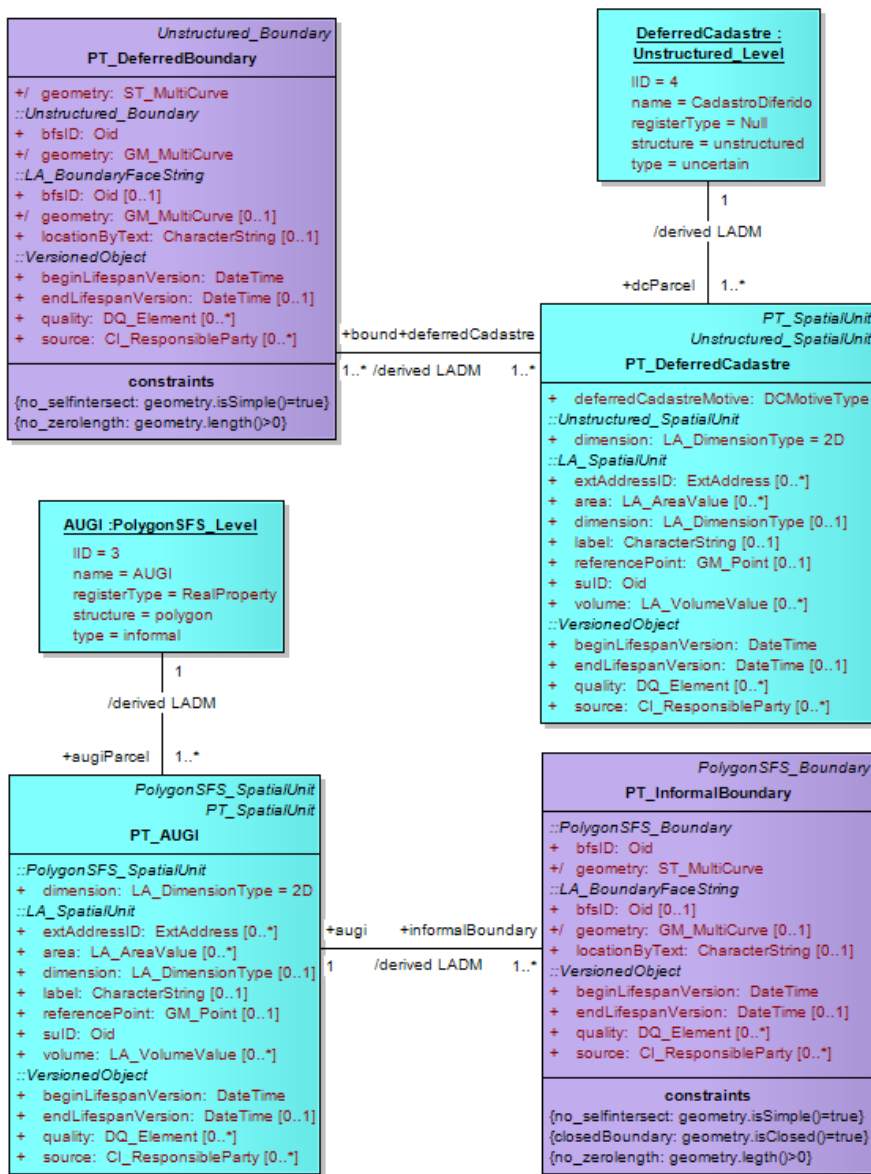 Unstructured_Boundary
PT_DeferredBoundary
+/ geometry: ST_MultiCurve
::Unstructured_Boundary
+ bfsID: Oid
+/ geometry: GM_MultiCurve
::LA_BoundaryFaceString
+ bfsID: Oid [0..1]
+/ geometry: GM_MultiCurve [0..1]
+ locationByText: CharacterString [0..1]
::VersionedObject
+ beginLifespanVersion: DateTime
+ endLifespanVersion: DateTime [0..1]
+ quality: DQ_Element [0..*]
+ source: CI_ResponsibleParty [0..*]
constraints
{no_selfintersect: geometry.isSimple()=true}
{no_zerolength: geometry.length()>0}
DeferredCadastre :
Unstructured_Level
lID = 4
name = CadastroDiferido
registerType = Null
structure = unstructured
type = uncertain
1
/derived LADM
+dcParcel 1..*
+bound +deferredCadastre
1..* /derived LADM 1..*
PT_SpatialUnit
Unstructured_SpatialUnit
PT_DeferredCadastre
+ deferredCadastreMotive: DCMotiveType
::Unstructured_SpatialUnit
+ dimension: LA_DimensionType = 2D
::LA_SpatialUnit
+ extAddressID: ExtAddress [0..*]
+ area: LA_AreaValue [0..*]
+ dimension: LA_DimensionType [0..1]
+ label: CharacterString [0..1]
+ referencePoint: GM_Point [0..1]
+ suID: Oid
+ volume: LA_VolumeValue [0..*]
::VersionedObject
+ beginLifespanVersion: DateTime
+ endLifespanVersion: DateTime [0..1]
+ quality: DQ_Element [0..*]
+ source: CI_ResponsibleParty [0..*]
AUGI :PolygonSFS_Level
lID = 3
name = AUGI
registerType = RealProperty
structure = polygon
type = informal
1
/derived LADM
+augiParcel 1..*
PolygonSFS_SpatialUnit
PT_SpatialUnit
PT_AUGI
::PolygonSFS_SpatialUnit
+ dimension: LA_DimensionType = 2D
::LA_SpatialUnit
+ extAddressID: ExtAddress [0..*]
+ area: LA_AreaValue [0..*]
+ dimension: LA_DimensionType [0..1]
+ label: CharacterString [0..1]
+ referencePoint: GM_Point [0..1]
+ suID: Oid
+ volume: LA_VolumeValue [0..*]
::VersionedObject
+ beginLifespanVersion: DateTime
+ endLifespanVersion: DateTime [0..1]
+ quality: DQ_Element [0..*]
+ source: CI_ResponsibleParty [0..*]
+augi +informalBoundary
1 /derived LADM 1..*
PolygonSFS_Boundary
PT_InformalBoundary
::PolygonSFS_Boundary
+ bfsID: Oid
+/ geometry: ST_MultiCurve
::LA_BoundaryFaceString
+ bfsID: Oid [0..1]
+/ geometry: GM_MultiCurve [0..1]
+ locationByText: CharacterString [0..1]
::VersionedObject
+ beginLifespanVersion: DateTime
+ endLifespanVersion: DateTime [0..1]
+ quality: DQ_Element [0..*]
+ source: CI_ResponsibleParty [0..*]
constraints
{no_selfintersect: geometry.isSimple()=true}
{closedBoundary: geometry.isClosed()=true}
{no_zerolength: geometry.legth()>0}